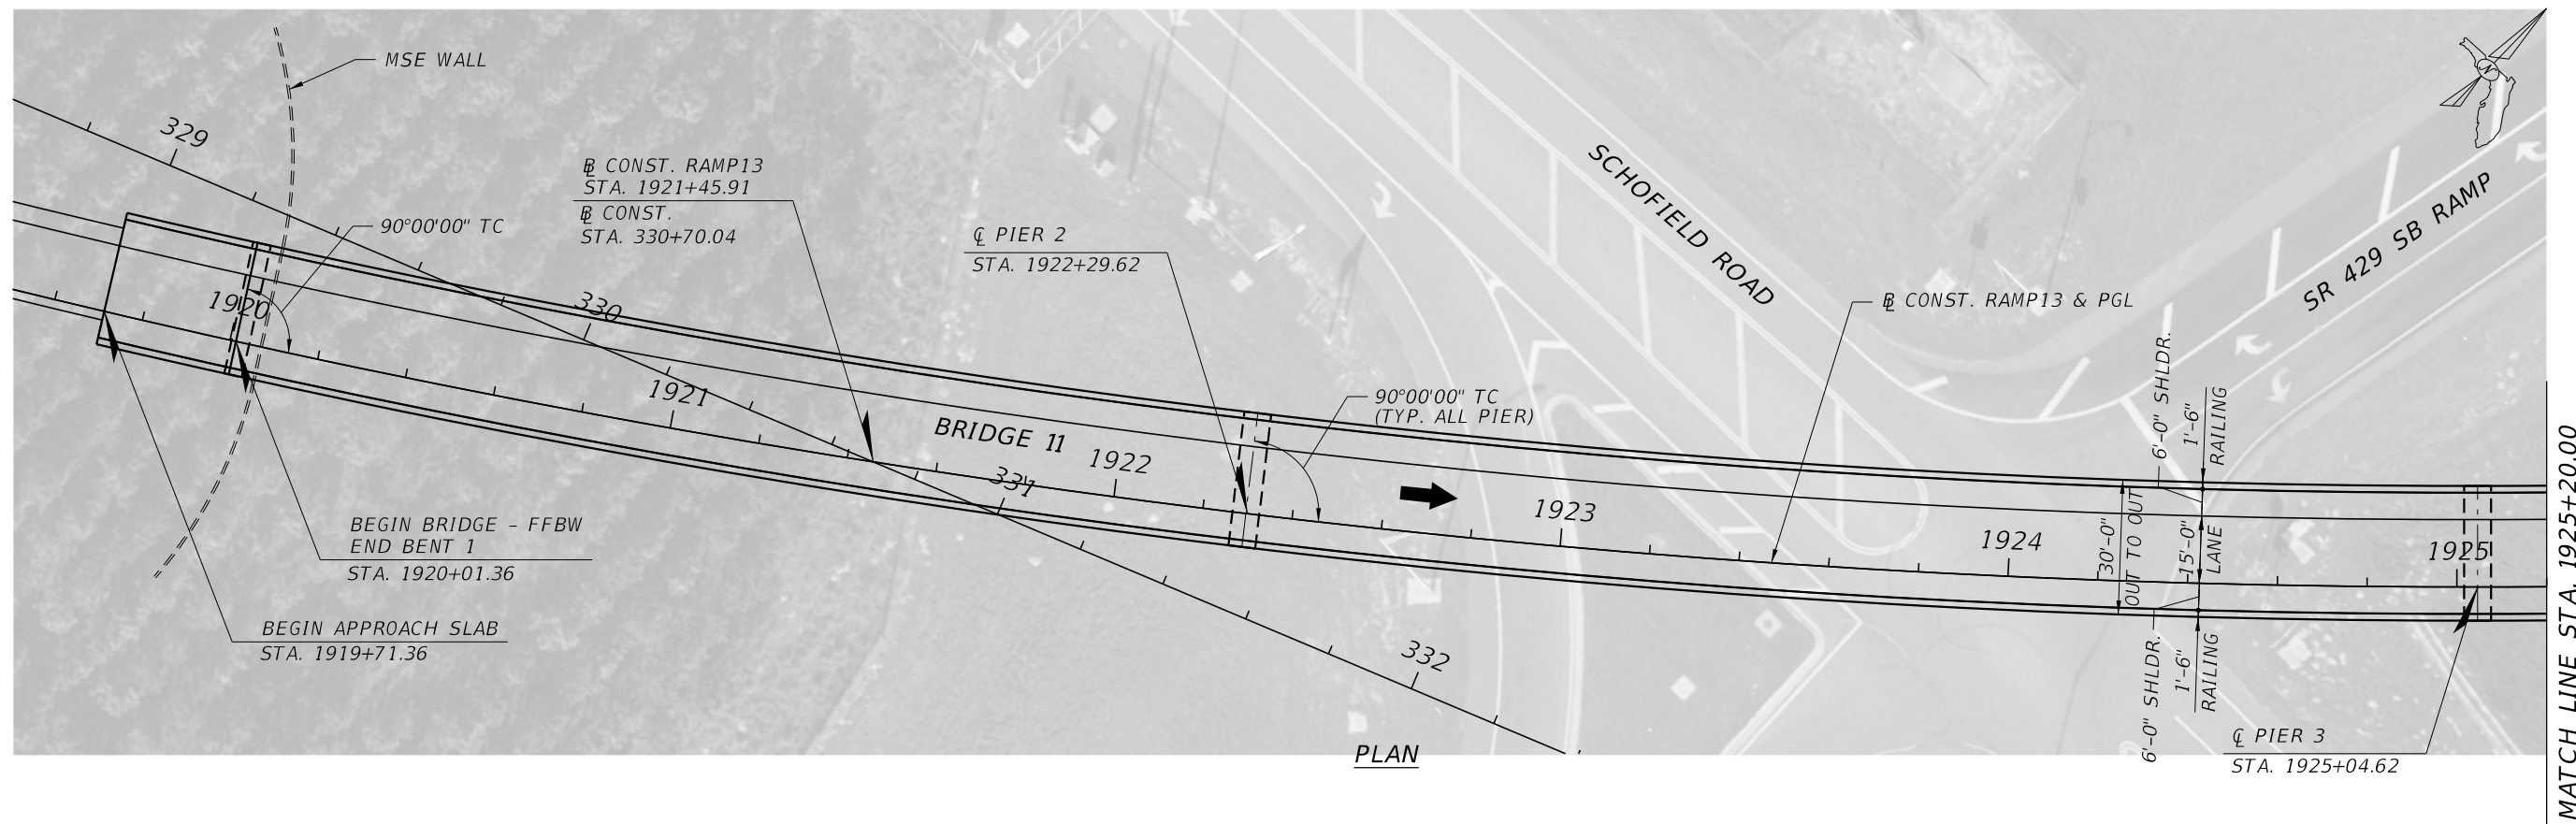 MSE WALL
329
90°00'00" TC
℄ CONST. RAMP13
STA. 1921+45.91
℄ CONST.
STA. 330+70.04
℄ PIER 2
STA. 1922+29.62
SCHOFIELD ROAD
SR 429 SB RAMP
N
℄ CONST. RAMP13 & PGL
1920
330
1921
BRIDGE 11
1922
331
90°00'00" TC
(TYP. ALL PIER)
1923
1924
1925
6'-0" SHLDR.
1'-6"
RAILING
30'-0"
OUT TO OUT
15'-0"
LANE
6'-0" SHLDR.
1'-6"
RAILING
BEGIN BRIDGE - FFBW
END BENT 1
STA. 1920+01.36
BEGIN APPROACH SLAB
STA. 1919+71.36
332
℄ PIER 3
STA. 1925+04.62
MATCH LINE STA. 1925+20.00
PLAN